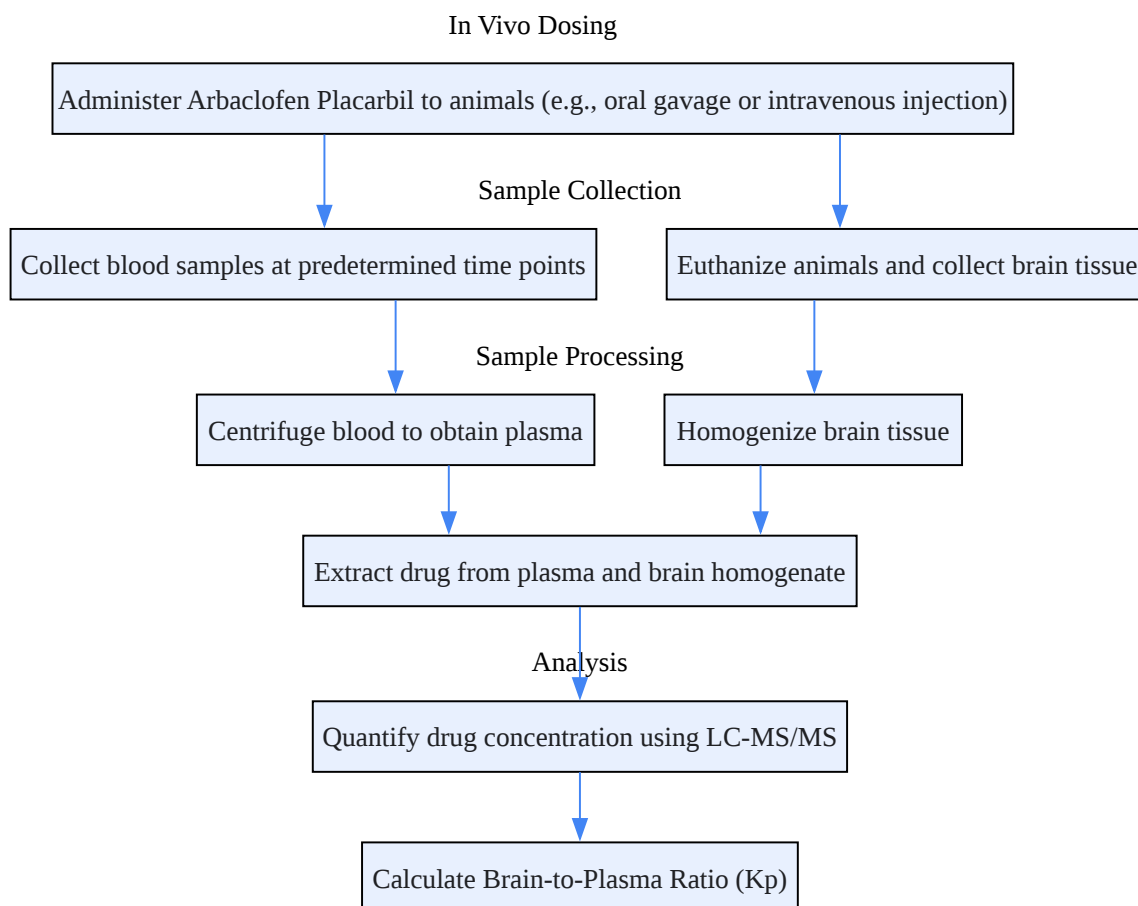 In Vivo Dosing
Administer Arbaclofen Placarbil to animals (e.g., oral gavage or intravenous injection)
Sample Collection
Collect blood samples at predetermined time points
Euthanize animals and collect brain tissue
Sample Processing
Centrifuge blood to obtain plasma
Homogenize brain tissue
Extract drug from plasma and brain homogenate
Analysis
Quantify drug concentration using LC-MS/MS
Calculate Brain-to-Plasma Ratio (Kp)